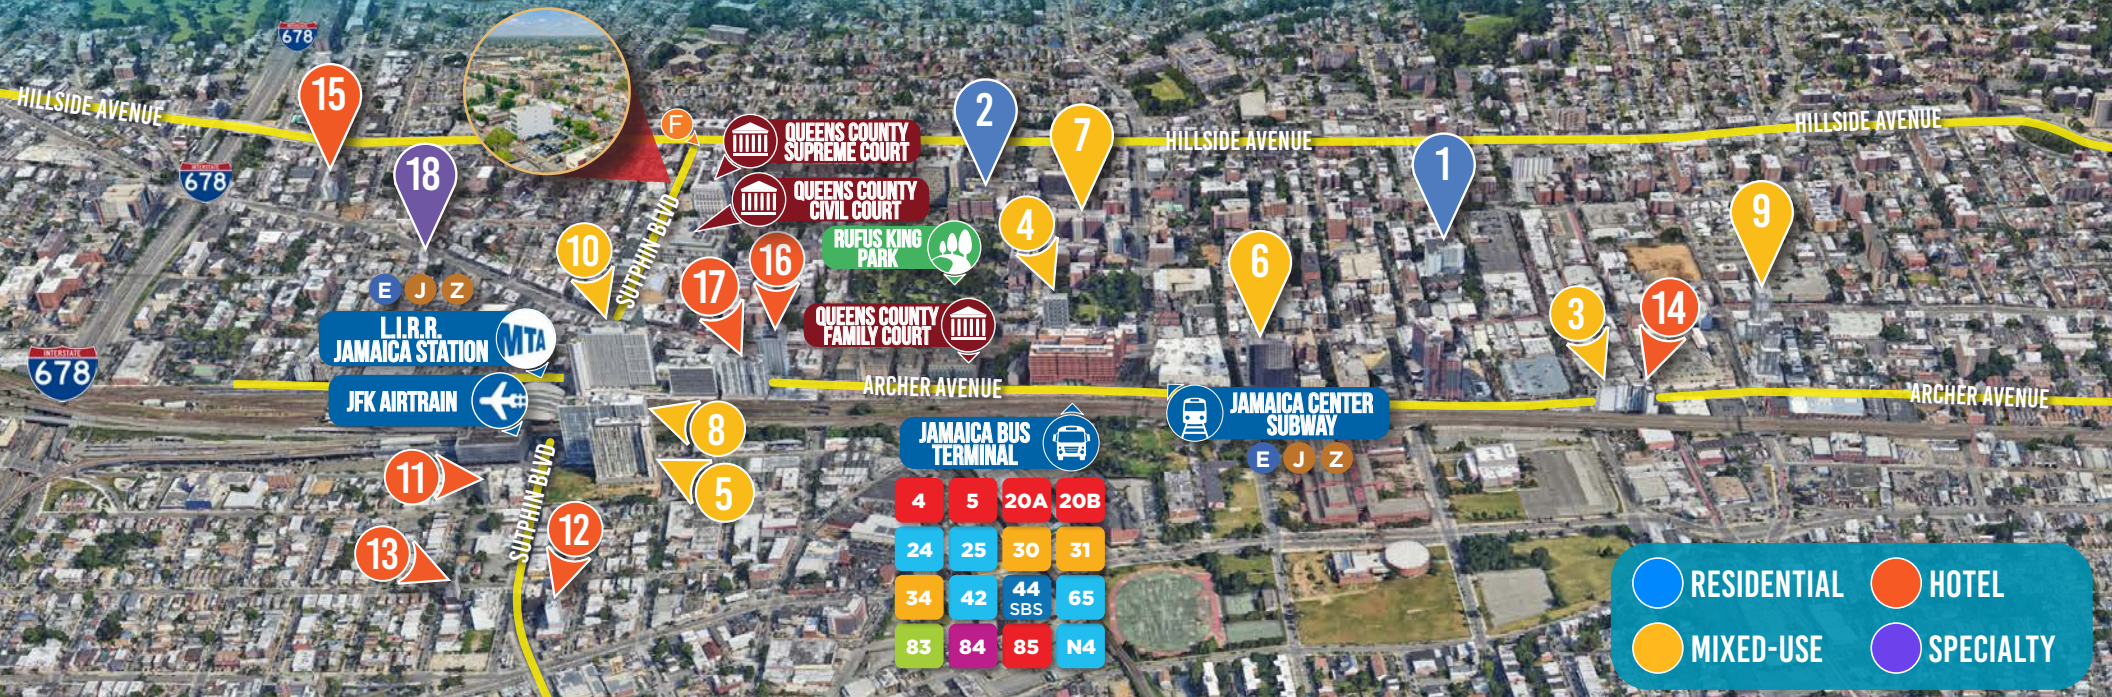 INTERSTATE
678
15
HILLSIDE AVENUE
F
QUEENS COUNTY
SUPREME COURT
2
7
HILLSIDE AVENUE
1
HILLSIDE AVENUE
INTERSTATE
678
18
QUEENS COUNTY
CIVIL COURT
SUTPHIN BLVD
10
RUFUS KING
PARK
4
9
6
17
16
E
J
Z
L.I.R.R.
JAMAICA STATION
MTA
QUEENS COUNTY
FAMILY COURT
3
14
INTERSTATE
678
JFK AIRTRAIN
ARCHER AVENUE
ARCHER AVENUE
JAMAICA CENTER
SUBWAY
E
J
Z
8
JAMAICA BUS
TERMINAL
11
5
SUTPHIN BLVD
12
13
4 5 20A 20B
24 25 30 31
34 42 44 SBS 65
83 84 85 N4
RESIDENTIAL
HOTEL
MIXED-USE
SPECIALTY